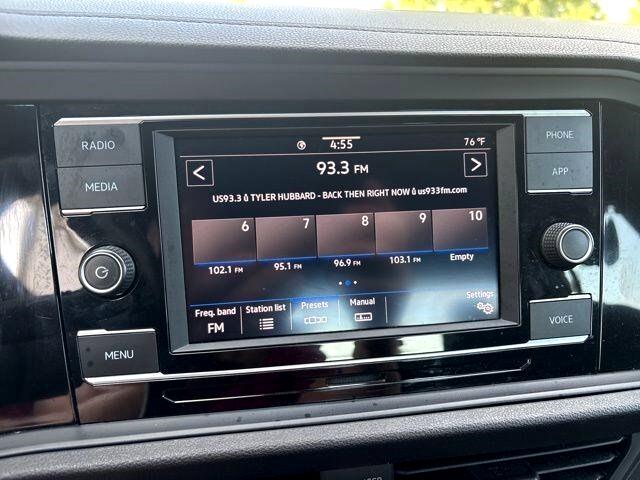 4:55 76 °F
RADIO PHONE
93.3 FM
MEDIA APP
US93.3 û TYLER HUBBARD - BACK THEN RIGHT NOW û us933fm.com
6 7 8 9 10
102.1 FM 95.1 FM 96.9 FM 103.1 FM Empty
Freq. band Station list Presets Manual Settings
FM
VOICE
MENU